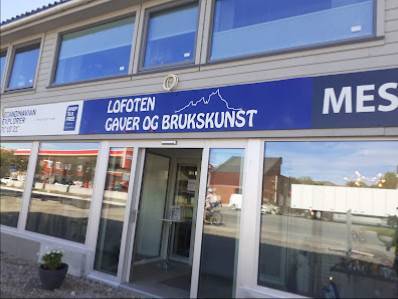 SCANDINAVIAN
EXPLORER
LOFOTEN
GAVER OG BRUKSKUNST
MES